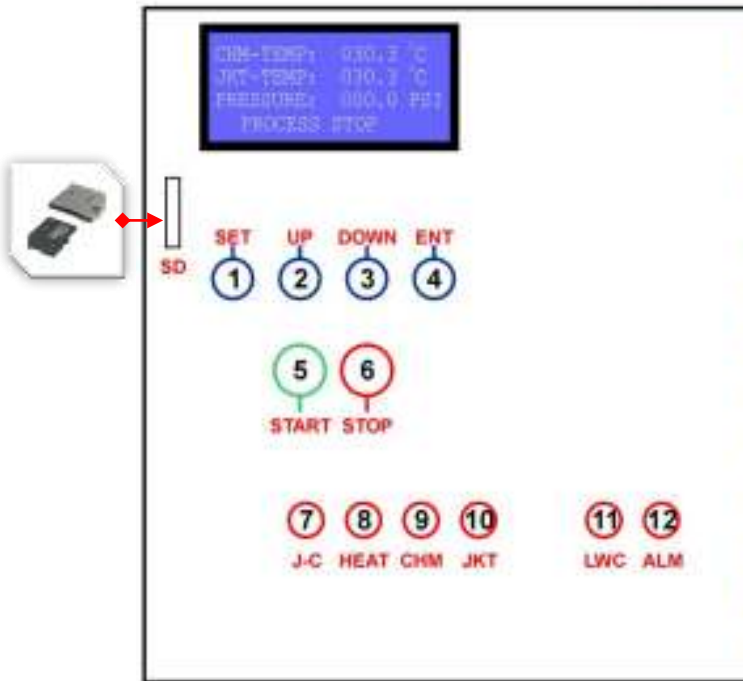 CHM-TEMP: 030.3 °C
JKT-TEMP: 030.3 °C
PRESSURE: 000.0 PSI
PROCESS STOP
SET UP DOWN ENT
SD
1 2 3 4
5 6
START STOP
7 8 9 10 11 12
J-C HEAT CHM JKT LWC ALM